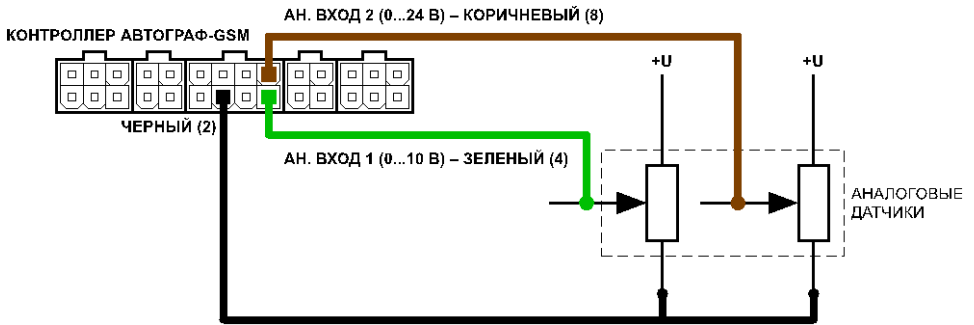 АН. ВХОД 2 (0...24 В) – КОРИЧНЕВЫЙ (8)
КОНТРОЛЛЕР АВТОГРАФ-GSM
+U +U
ЧЕРНЫЙ (2)
АН. ВХОД 1 (0...10 В) – ЗЕЛЕНЫЙ (4)
АНАЛОГОВЫЕ
ДАТЧИКИ